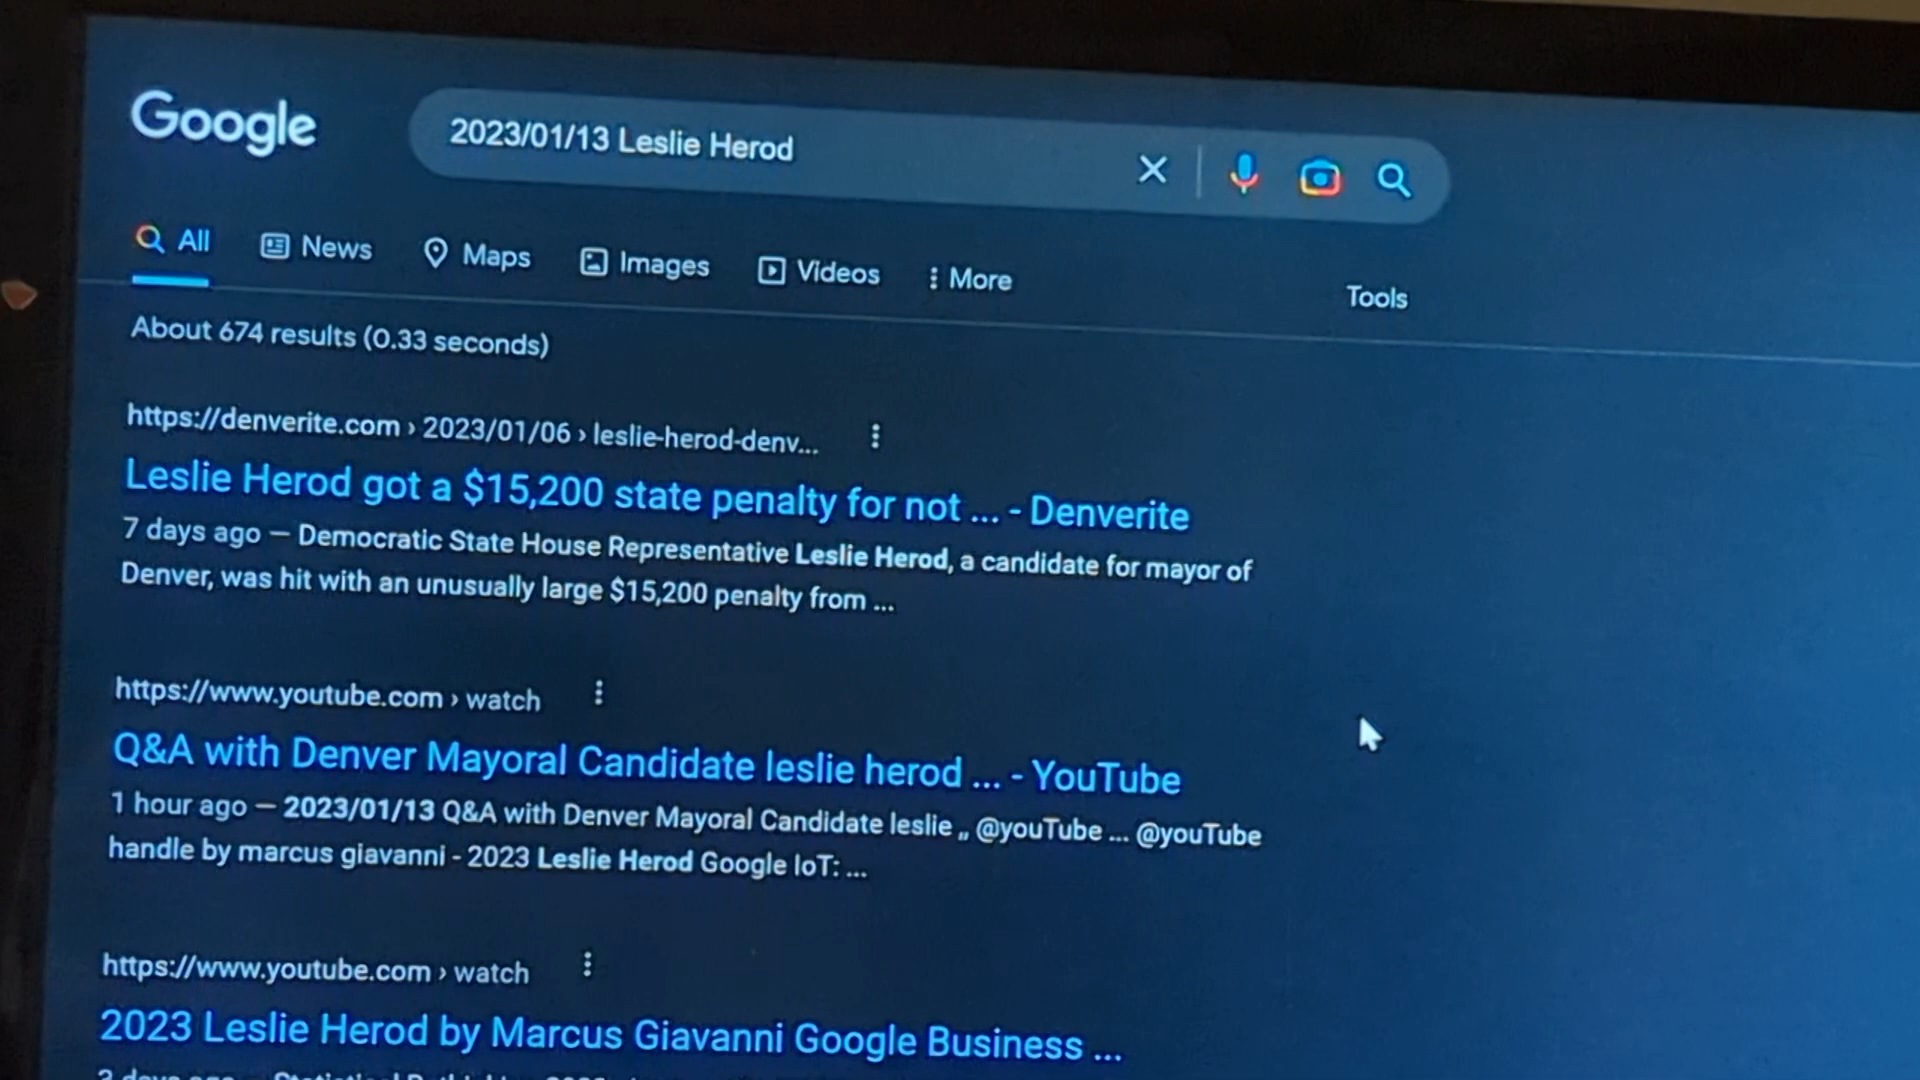 Google
2023/01/13 Leslie Herod
All News Maps Images Videos More Tools
About 674 results (0.33 seconds)
https://denverite.com › 2023/01/06 › leslie-herod-denv...
Leslie Herod got a $15,200 state penalty for not ... - Denverite
7 days ago — Democratic State House Representative Leslie Herod, a candidate for mayor of
Denver, was hit with an unusually large $15,200 penalty from ...
https://www.youtube.com › watch
Q&A with Denver Mayoral Candidate leslie herod ... - YouTube
1 hour ago — 2023/01/13 Q&A with Denver Mayoral Candidate leslie „ @youTube ... @youTube
handle by marcus giavanni - 2023 Leslie Herod Google IoT: ...
https://www.youtube.com › watch
2023 Leslie Herod by Marcus Giavanni Google Business ...